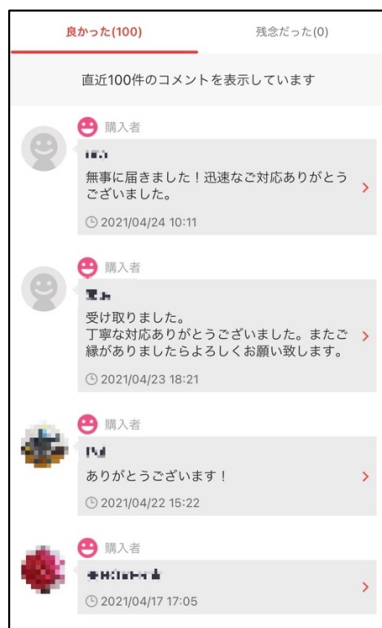 良かった(100)
残念だった(0)
直近100件のコメントを表示しています
購入者
無事に届きました！迅速なご対応ありがとう
ございました。
2021/04/24 10:11
購入者
受け取りました。
丁寧な対応ありがとうございました。またご
縁がありましたらよろしくお願い致します。
2021/04/23 18:21
購入者
ありがとうございます！
2021/04/22 15:22
購入者
2021/04/17 17:05